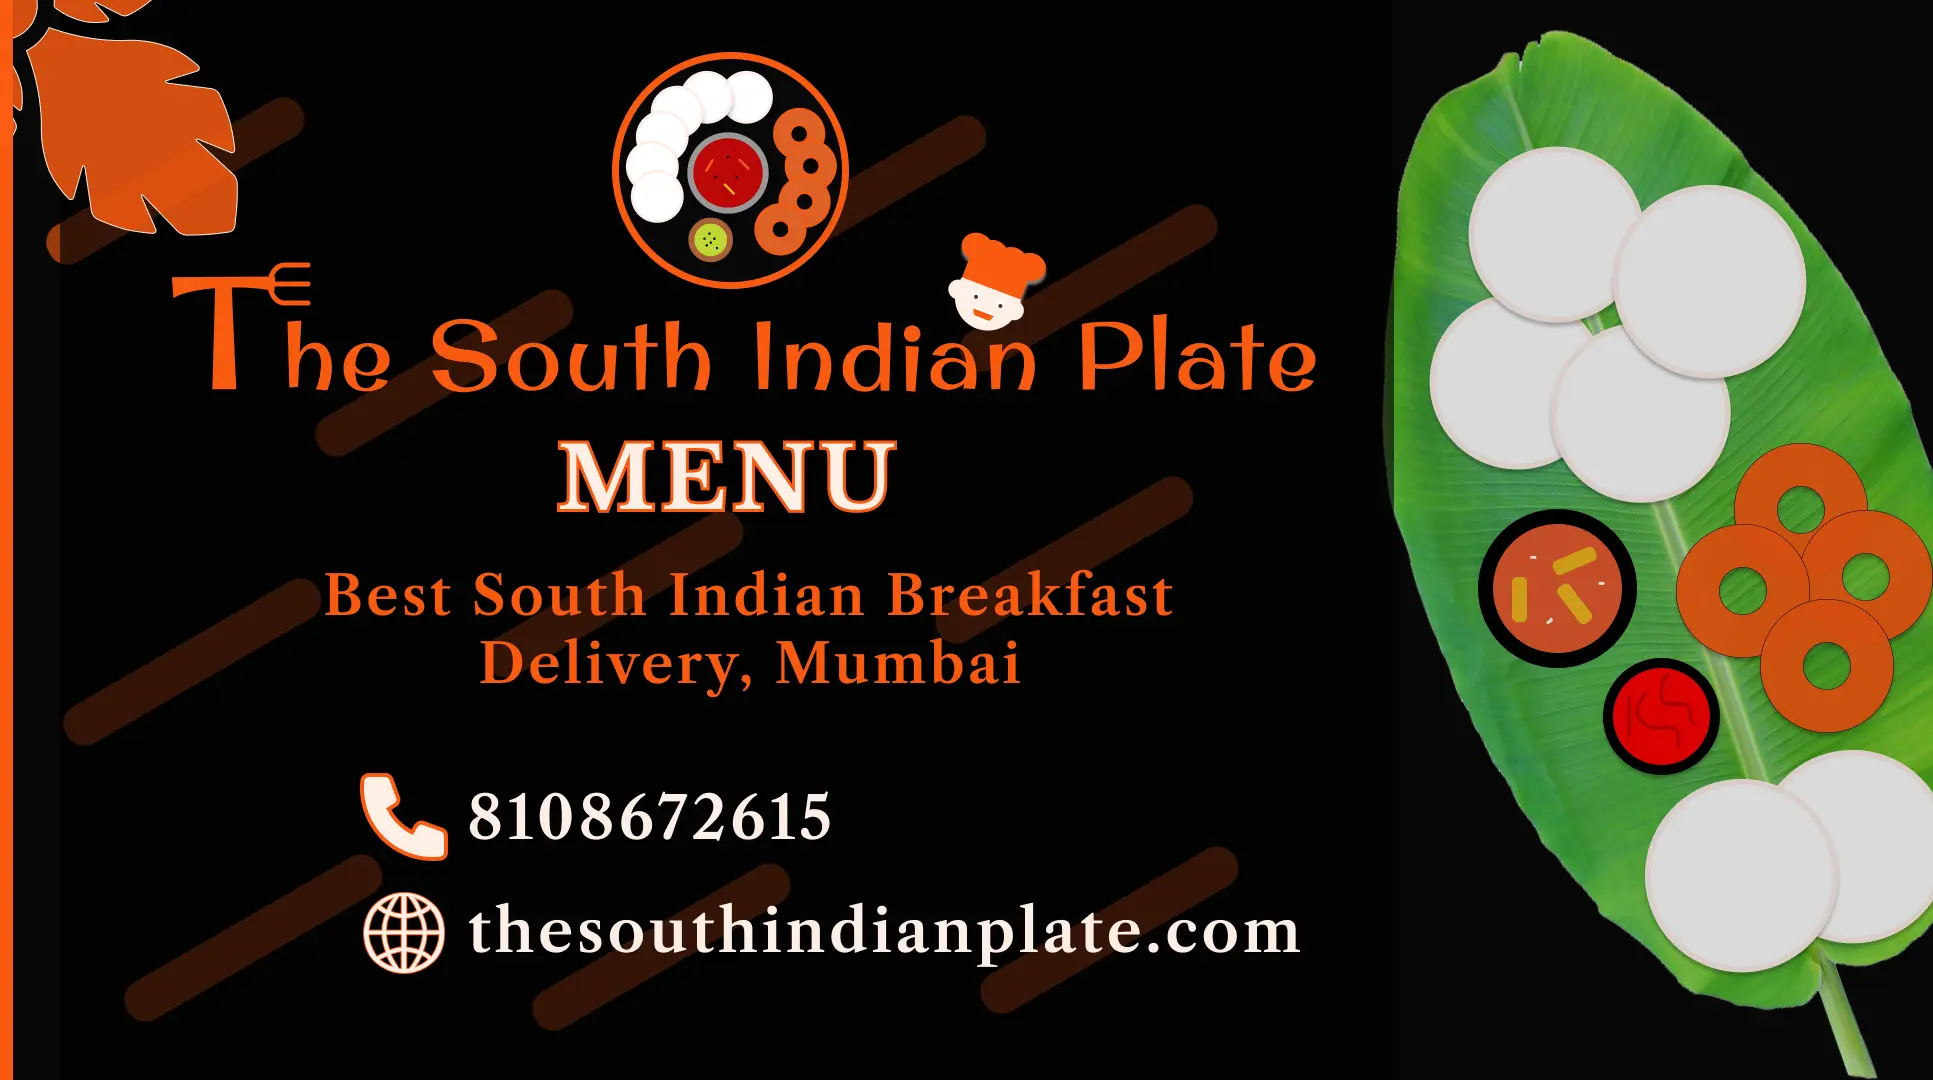 The South Indian Plate
MENU
Best South Indian Breakfast
Delivery, Mumbai
8108672615
thesouthindianplate.com